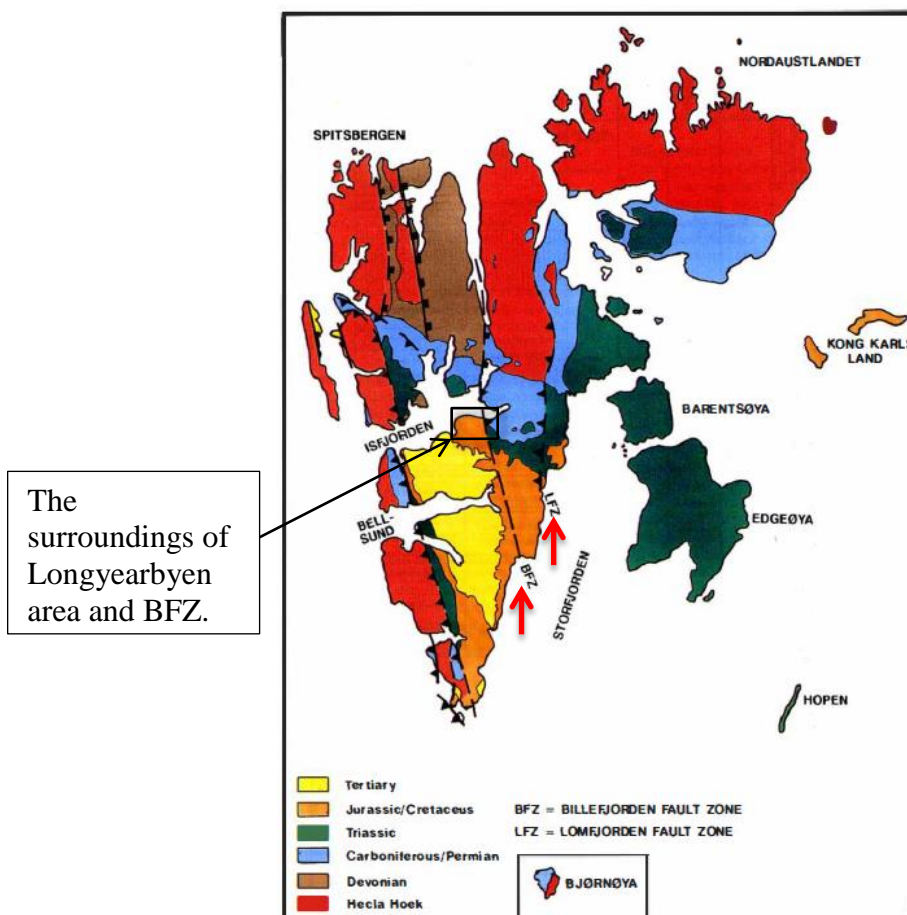 NORDAUSTLANDET
SPITSBERGEN
KONG KARLS
LAND
BARENTSØYA
ISFJORDEN
EDGEØYA
BELL-
SUND
LFZ
BFZ
STORFJORDEN
HOPEN
The
surroundings of
Longyearbyen
area and BFZ.
Tertiary
Jurassic/Cretaceus
Triassic
Carboniferous/Permian
Devonian
Hecla Hoek
BFZ = BILLEFJORDEN FAULT ZONE
LFZ = LOMFJORDEN FAULT ZONE
BJØRNØYA